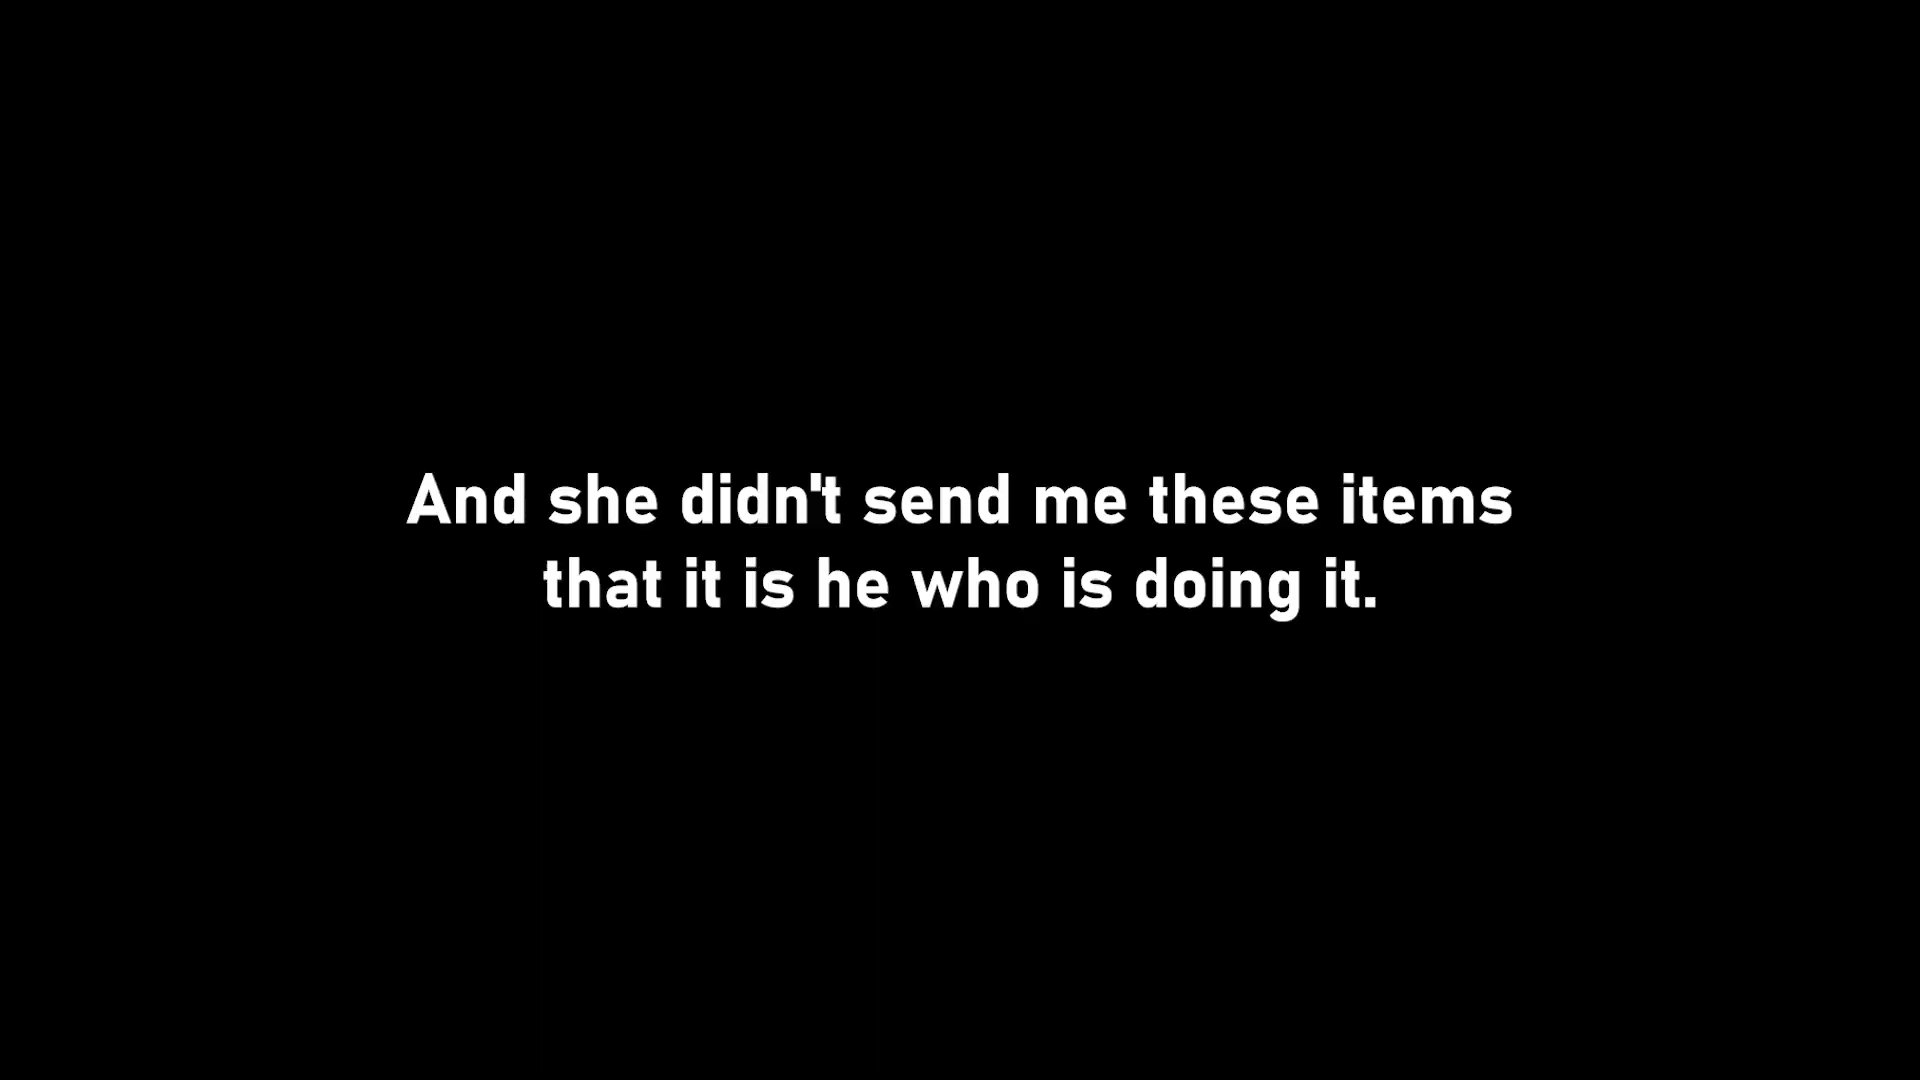 And she didn't send me these items
that it is he who is doing it.